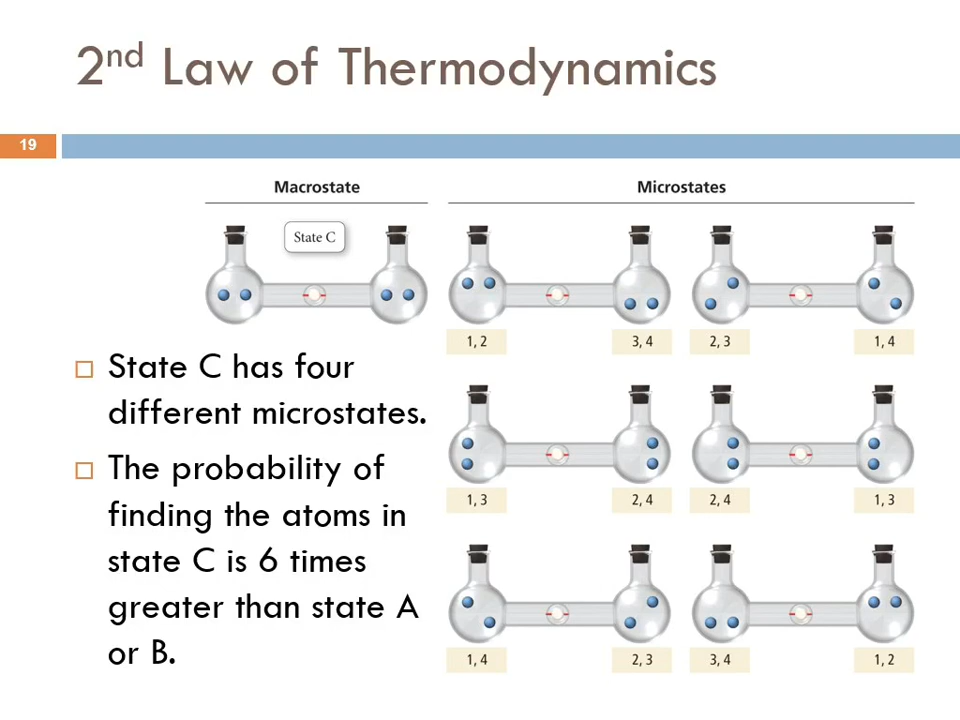 2nd Law of Thermodynamics
19
Macrostate
Microstates
State C
1, 2
3, 4
2, 3
1, 4
□ State C has four
different microstates.
□ The probability of
finding the atoms in
state C is 6 times
greater than state A
or B.
1, 3
2, 4
2, 4
1, 3
1, 4
2, 3
3, 4
1, 2